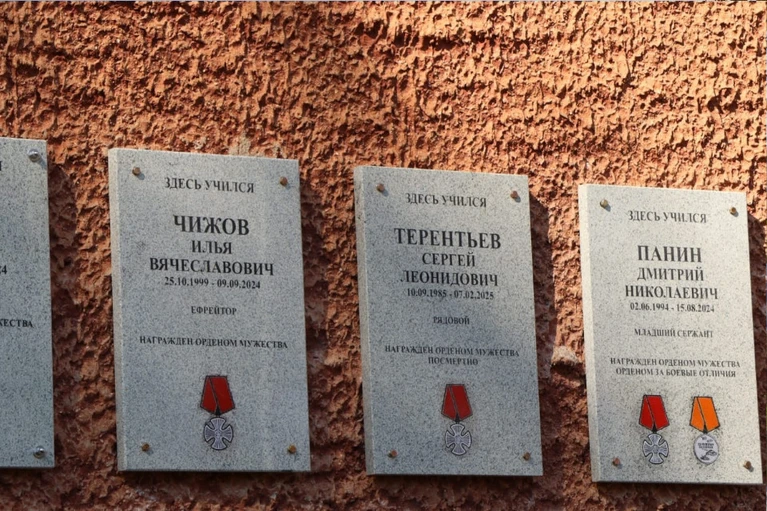 24
ЖЕСТВА
ЗДЕСЬ УЧИЛСЯ
ЧИЖОВ
ИЛЬЯ
ВЯЧЕСЛАВОВИЧ
25.10.1999 - 09.09.2024
ЕФРЕЙТОР
НАГРАЖДЕН ОРДЕНОМ МУЖЕСТВА
ЗДЕСЬ УЧИЛСЯ
ТЕРЕНТЬЕВ
СЕРГЕЙ
ЛЕОНИДОВИЧ
10.09.1985 - 07.02.2025
РЯДОВОЙ
НАГРАЖДЕН ОРДЕНОМ МУЖЕСТВА
ПОСМЕРТНО
ЗДЕСЬ УЧИЛСЯ
ПАНИН
ДМИТРИЙ
НИКОЛАЕВИЧ
02.06.1994 - 15.08.2024
МЛАДШИЙ СЕРЖАНТ
НАГРАЖДЕН ОРДЕНОМ МУЖЕСТВА
ОРДЕНОМ ЗА БОЕВЫЕ ОТЛИЧИЯ